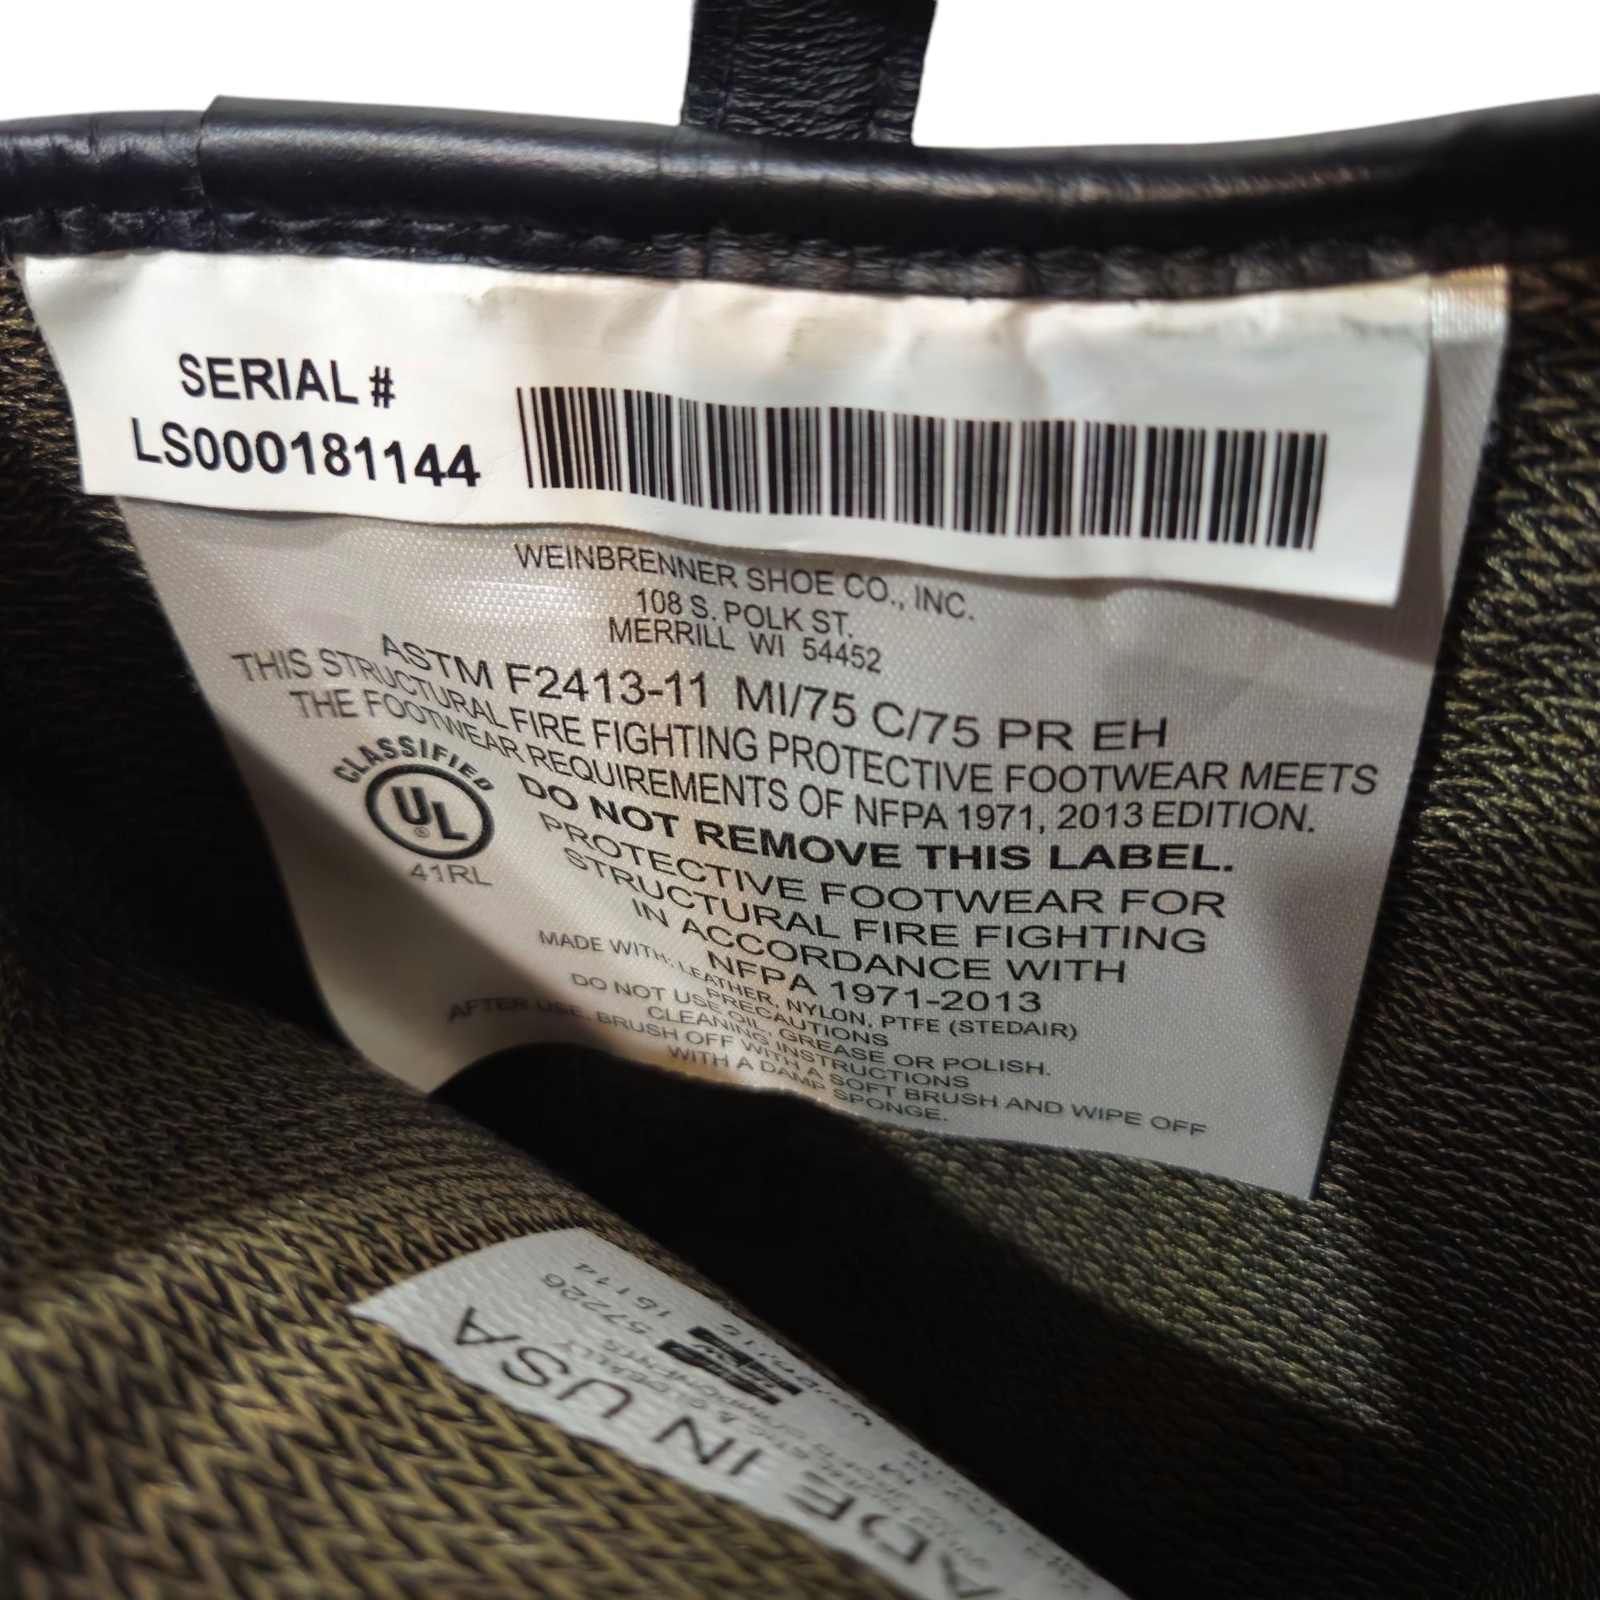 SERIAL #
LS000181144
WEINBRENNER SHOE CO., INC.
108 S. POLK ST.
MERRILL WI 54452
ASTM F2413-11 MI/75 C/75 PR EH
THIS STRUCTURAL FIRE FIGHTING PROTECTIVE FOOTWEAR MEETS
THE FOOTWEAR REQUIREMENTS OF NFPA 1971, 2013 EDITION.
CLASSIFIED
UL
®
41RL
DO NOT REMOVE THIS LABEL.
PROTECTIVE FOOTWEAR FOR
STRUCTURAL FIRE FIGHTING
IN ACCORDANCE WITH
NFPA 1971-2013
MADE WITH: LEATHER, NYLON, PTFE (STEDAIR)
PRECAUTIONS
DO NOT USE OIL, GREASE OR POLISH.
CLEANING INSTRUCTIONS
AFTER USE, BRUSH OFF WITH A SOFT BRUSH AND WIPE OFF
WITH A DAMP SPONGE.
ADE IN USA
57226